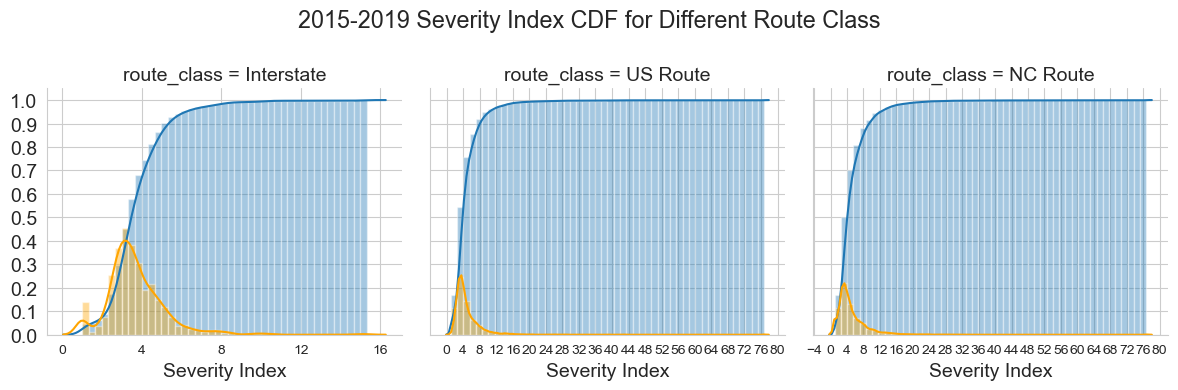 2015-2019 Severity Index CDF for Different Route Class
route_class = Interstate
route_class = US Route
route_class = NC Route
1.0
0.9
0.8
0.7
0.6
0.5
0.4
0.3
0.2
0.1
0.0
0 4 8 12 16
0 4 8 12 16 20 24 28 32 36 40 44 48 52 56 60 64 68 72 76 80
−4 0 4 8 12 16 20 24 28 32 36 40 44 48 52 56 60 64 68 72 76 80
Severity Index
Severity Index
Severity Index